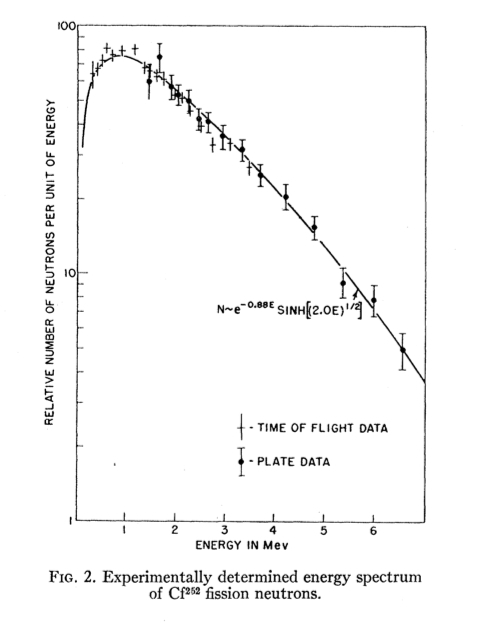 100
10
1
RELATIVE NUMBER OF NEUTRONS PER UNIT OF ENERGY
N~e^-0.88E SINH[(2.0E)^1/2]
- TIME OF FLIGHT DATA
- PLATE DATA
1 2 3 4 5 6
ENERGY IN Mev
FIG. 2. Experimentally determined energy spectrum
of Cf²⁵² fission neutrons.